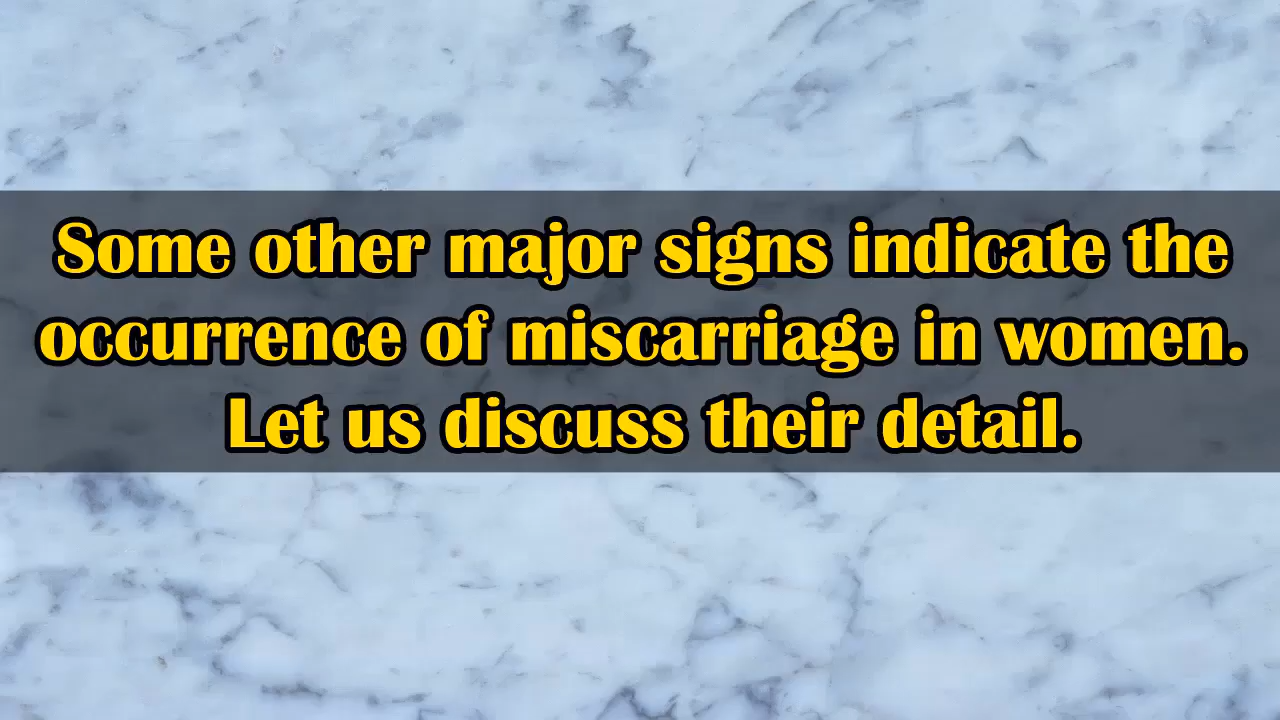 Some other major signs indicate the
occurrence of miscarriage in women.
Let us discuss their detail.